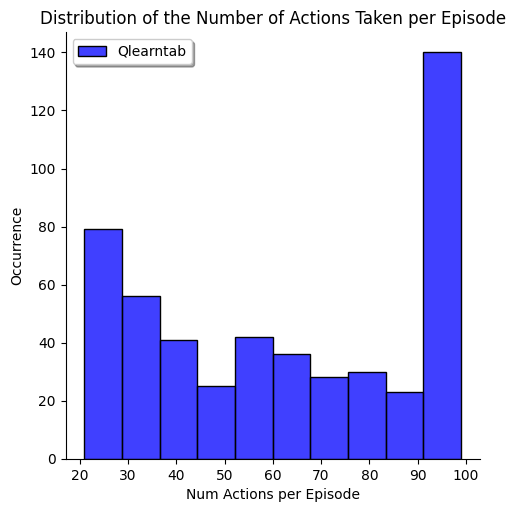 Distribution of the Number of Actions Taken per Episode
Qlearntab
140
120
100
80
60
40
20
0
Occurrence
20 30 40 50 60 70 80 90 100
Num Actions per Episode